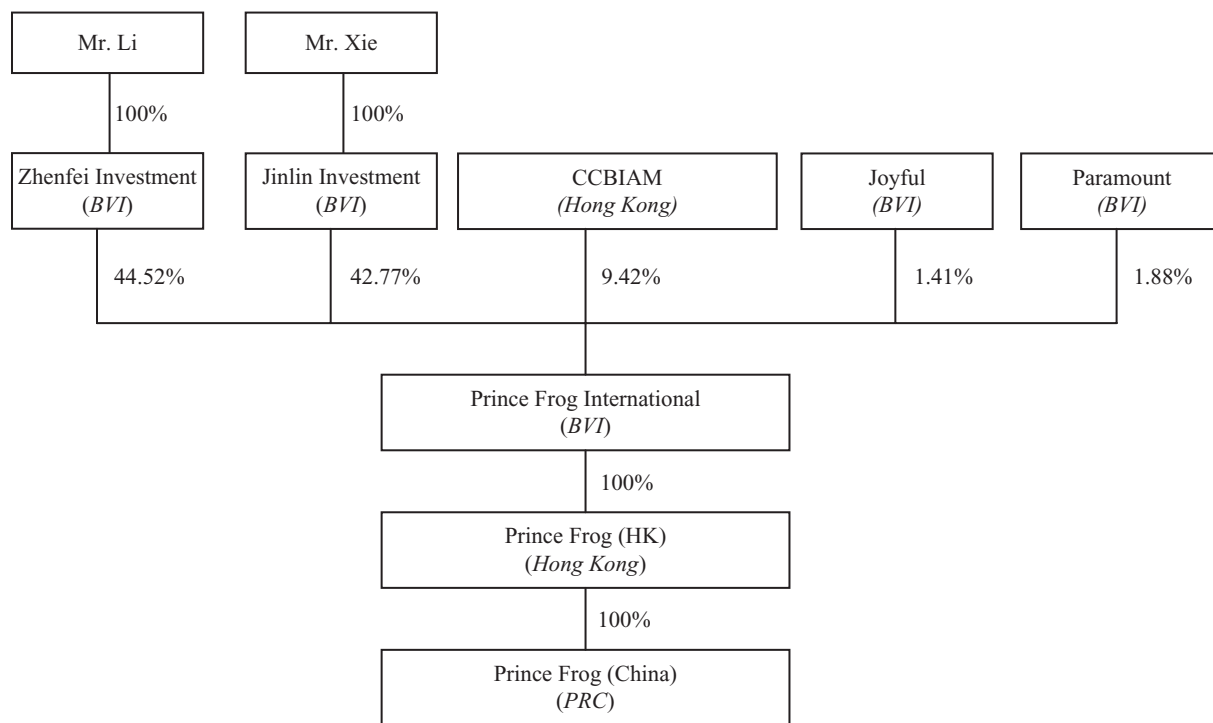 Mr. Li
Mr. Xie
100%
100%
Zhenfei Investment
(BVI)
Jinlin Investment
(BVI)
CCBIAM
(Hong Kong)
Joyful
(BVI)
Paramount
(BVI)
44.52%
42.77%
9.42%
1.41%
1.88%
Prince Frog International
(BVI)
100%
Prince Frog (HK)
(Hong Kong)
100%
Prince Frog (China)
(PRC)